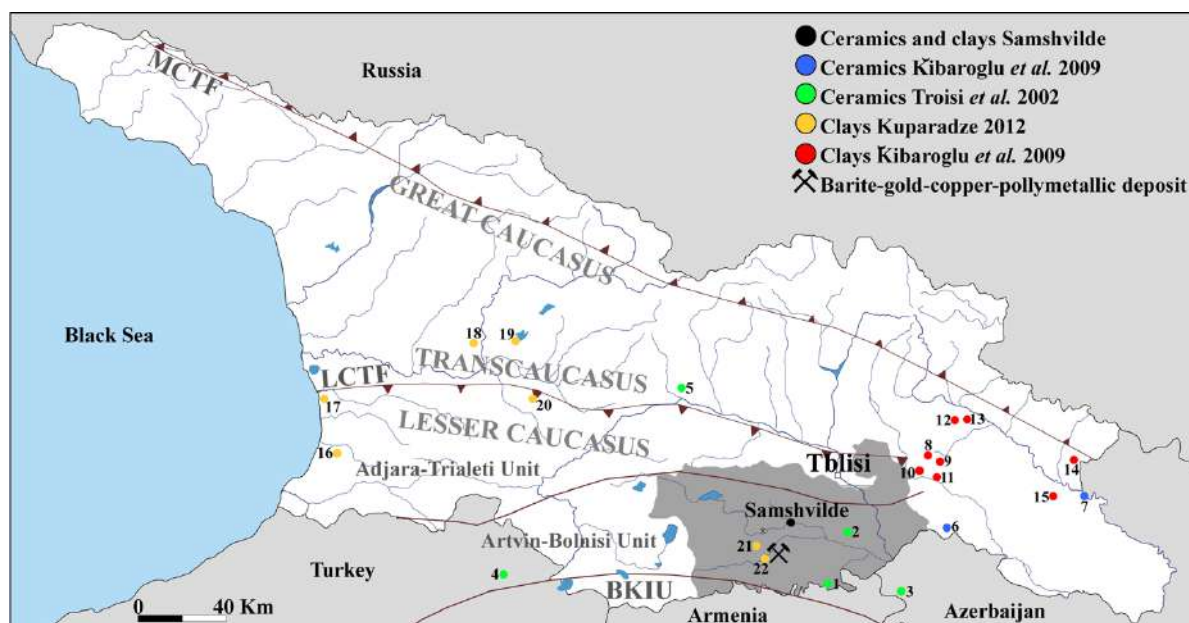 Russia
MCTF
Ceramics and clays Samshvilde
Ceramics Kibaroglu et al. 2009
Ceramics Troisi et al. 2002
Clays Kuparadze 2012
Clays Kibaroglu et al. 2009
Barite-gold-copper-pollymetallic deposit
GREAT CAUCASUS
Black Sea
18
19
TRANSCAUCASUS
LCTF
5
17
20
12
13
LESSER CAUCASUS
8
9
10
11
14
16
Adjara-Trialeti Unit
Tblisi
15
7
Samshvilde
2
6
Artvin-Bolnisi Unit
21
22
Turkey
4
BKIU
1
3
0
40 Km
Armenia
Azerbaijan